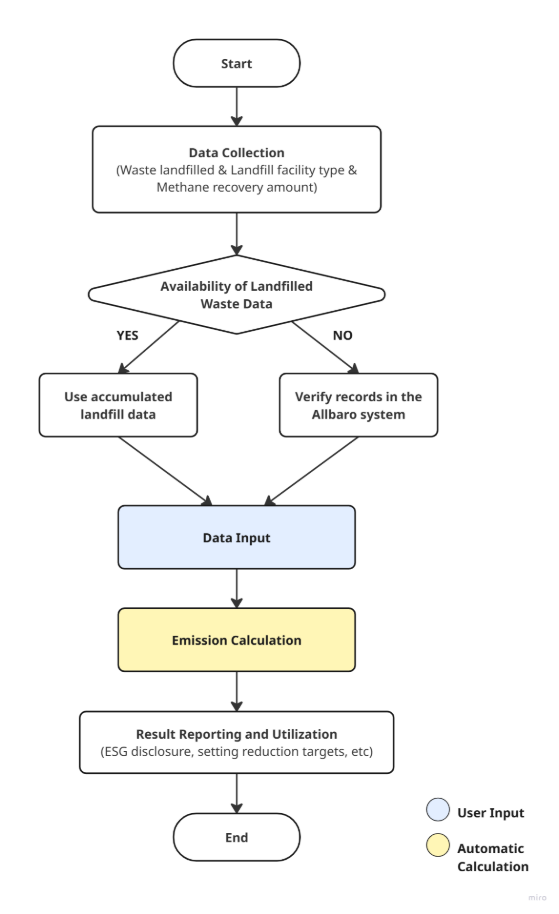 Start
Data Collection
(Waste landfilled & Landfill facility type &
Methane recovery amount)
Availability of Landfilled
Waste Data
YES
NO
Use accumulated
landfill data
Verify records in the
Allbaro system
Data Input
Emission Calculation
Result Reporting and Utilization
(ESG disclosure, setting reduction targets, etc)
End
User Input
Automatic
Calculation
miro